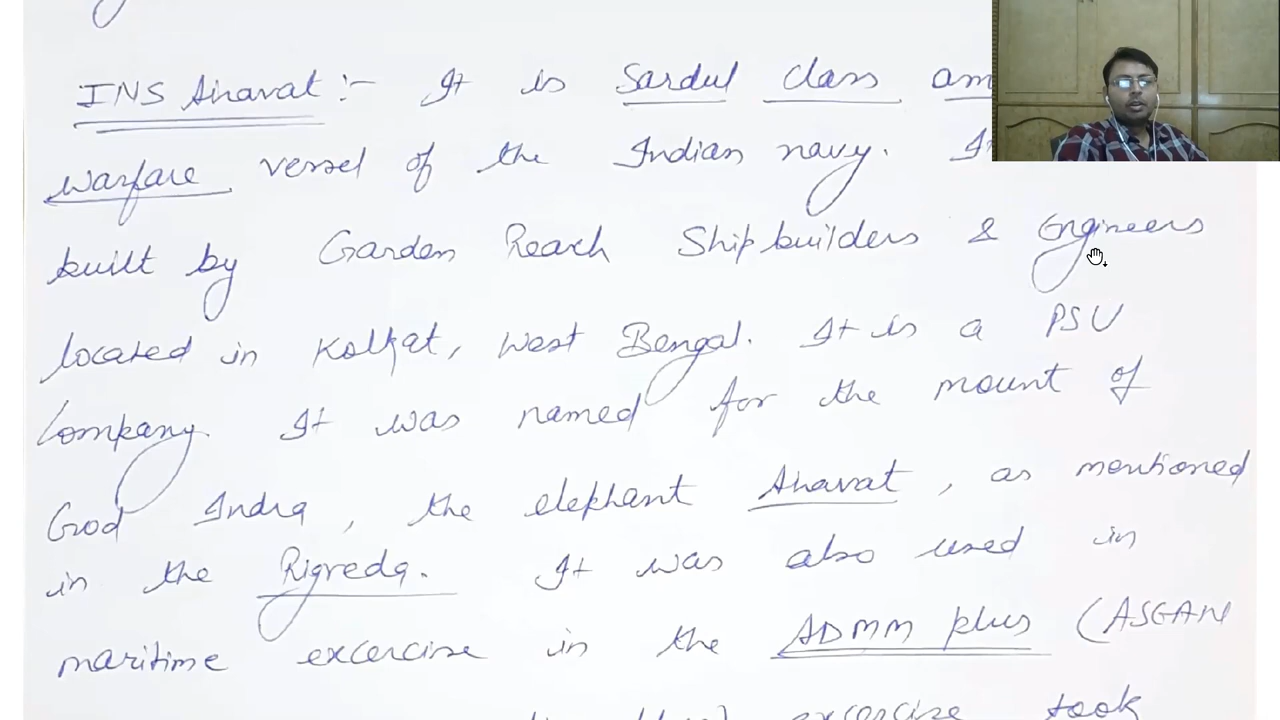 INS Airavat :- It is Sardul class am
warfare vessel of the Indian navy. I
built by Garden Reach Shipbuilders & Engineers
located in Kolkat, West Bengal. It is a PSU
Company. It was named for the mount of
God Indra, the elephant Airavat, as mentioned
in the Rigveda. It was also used in
maritime excercise in the ADMM plus (ASEAN
excercise took